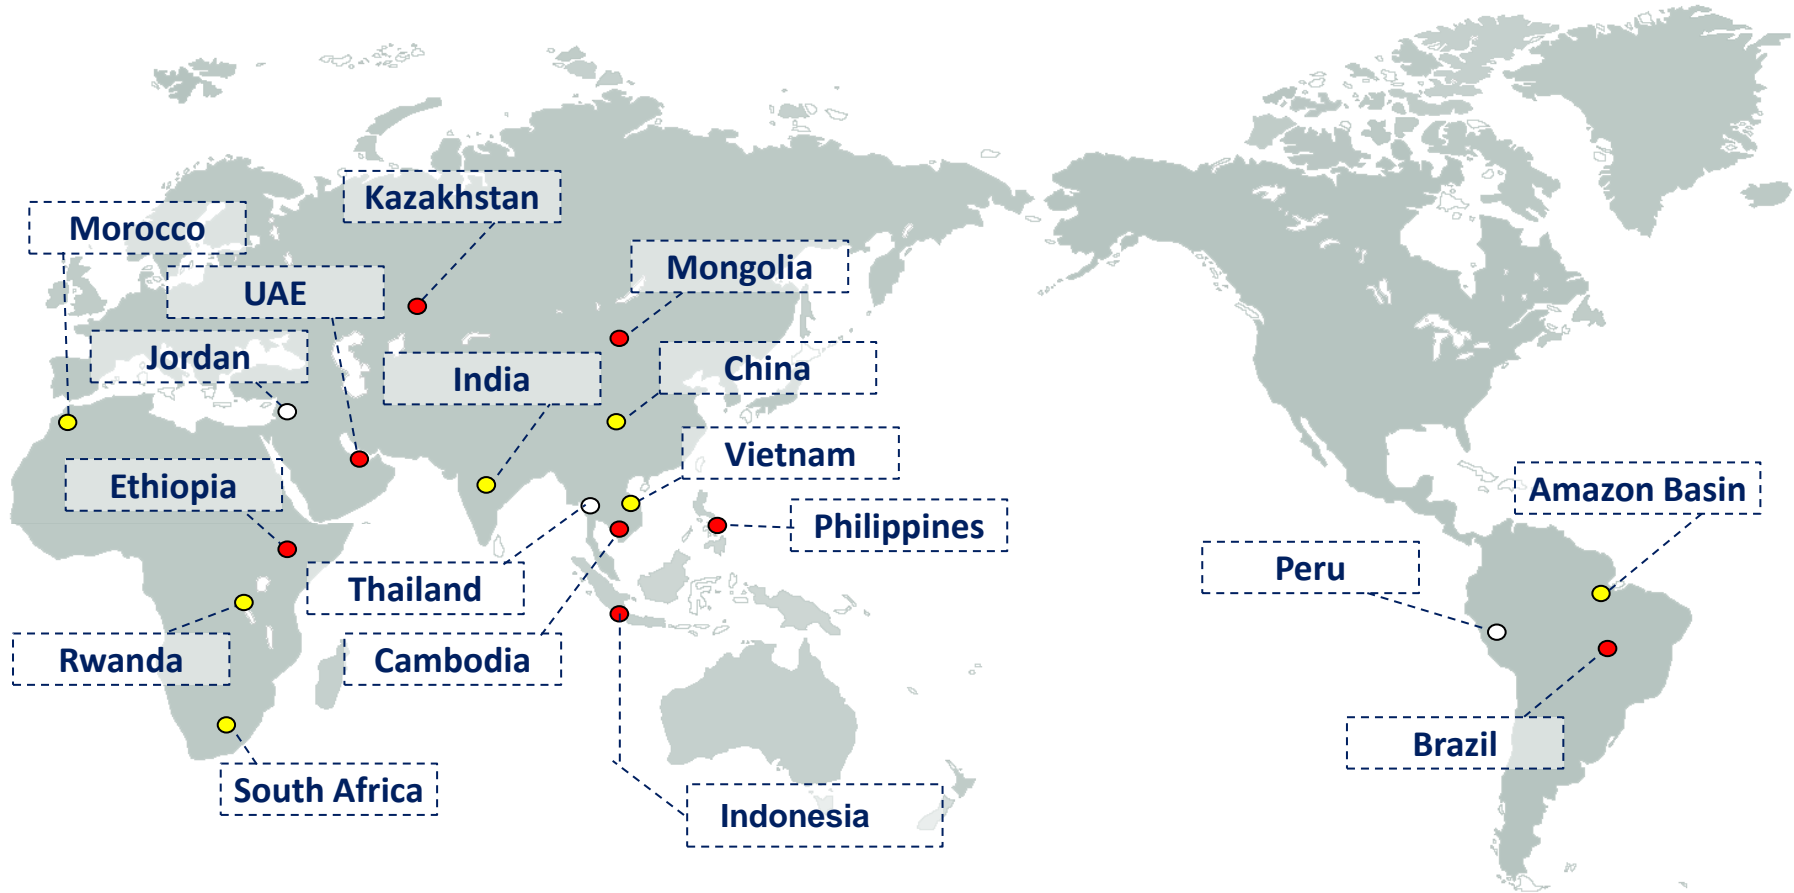 Kazakhstan
Morocco
Mongolia
UAE
Jordan
India
China
Vietnam
Ethiopia
Amazon Basin
Philippines
Peru
Thailand
Rwanda
Cambodia
Brazil
South Africa
Indonesia